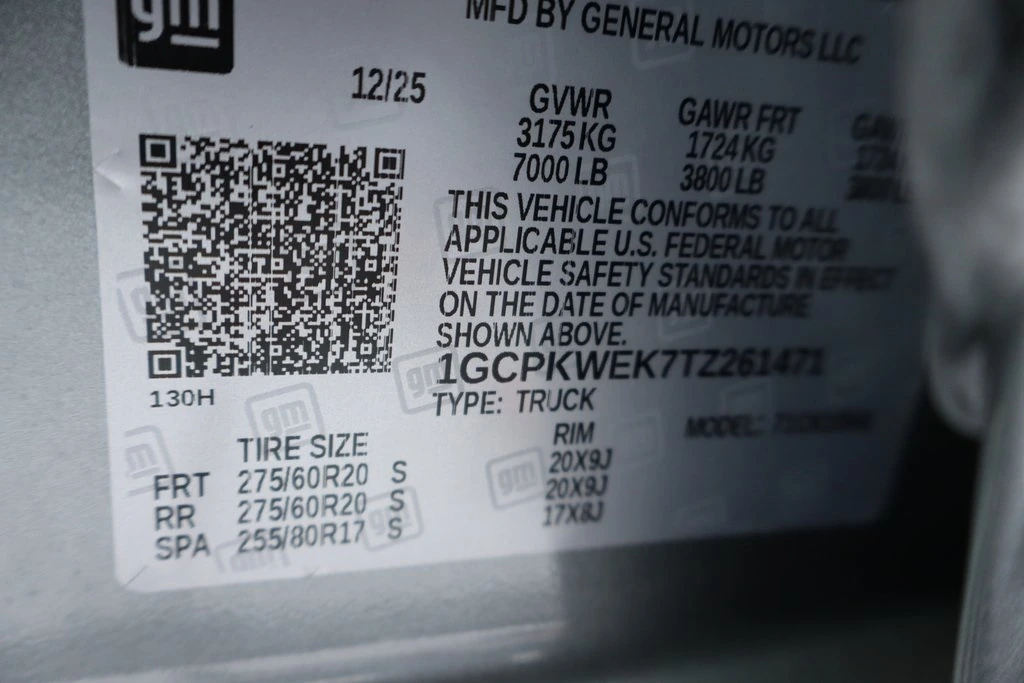 gm
MFD BY GENERAL MOTORS LLC
12/25
GVWR GAWR FRT
3175 KG 1724 KG
7000 LB 3800 LB
THIS VEHICLE CONFORMS TO ALL
APPLICABLE U.S. FEDERAL MOTOR
VEHICLE SAFETY STANDARDS IN EFFECT
ON THE DATE OF MANUFACTURE
SHOWN ABOVE.
1GCPKWEK7TZ261471
130H
TYPE: TRUCK
MODEL:
TIRE SIZE RIM
FRT 275/60R20 S 20X9J
RR 275/60R20 S 20X9J
SPA 255/80R17 S 17X8J